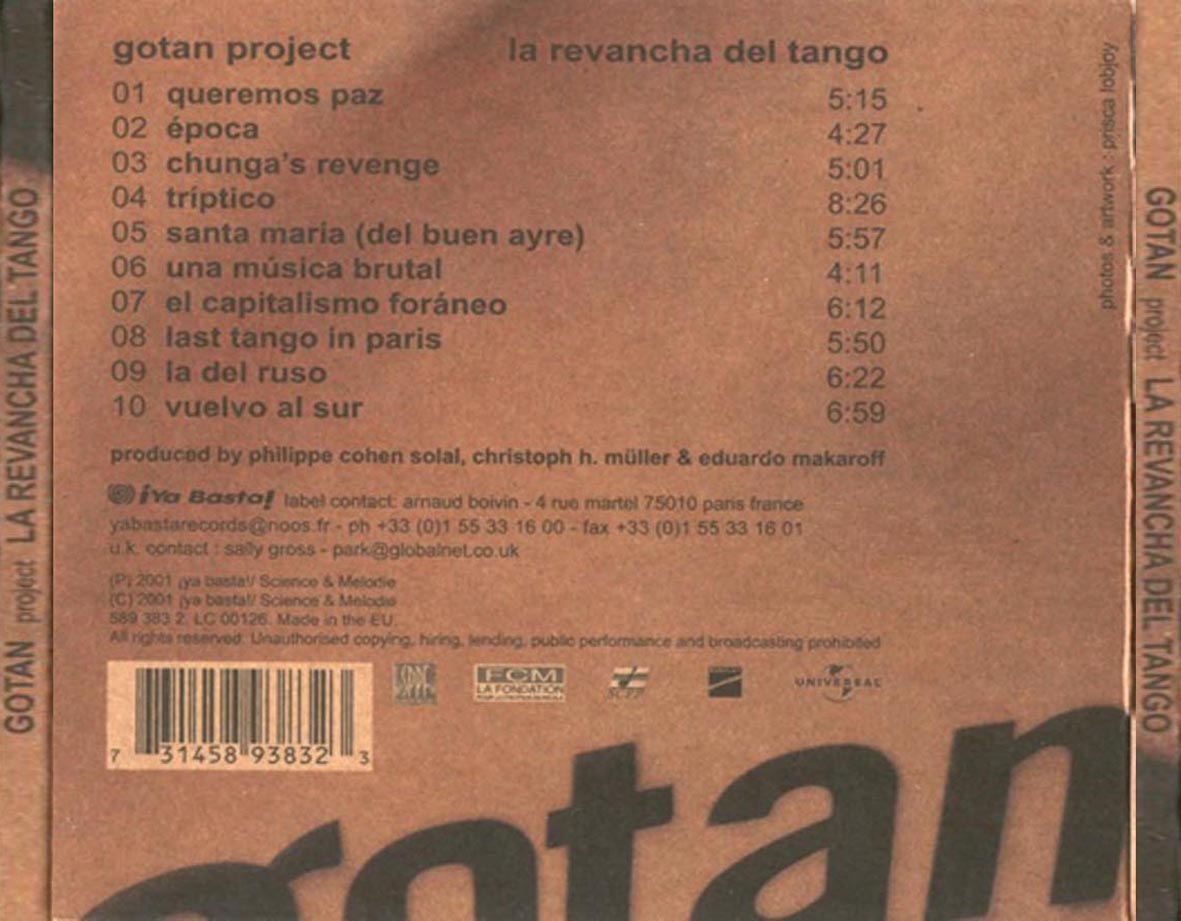 gotan project la revancha del tango
01 queremos paz 5:15
02 época 4:27
03 chunga's revenge 5:01
04 tríptico 8:26
05 santa maría (del buen ayre) 5:57
06 una música brutal 4:11
07 el capitalismo foráneo 6:12
08 last tango in paris 5:50
09 la del ruso 6:22
10 vuelvo al sur 6:59
produced by philippe cohen solal, christoph h. müller & eduardo makaroff
¡Ya Basta! label contact: arnaud boivin - 4 rue martel 75010 paris france
yabastarecords@noos.fr - ph +33 (0)1 55 33 16 00 - fax +33 (0)1 55 33 16 01
u.k. contact : sally gross - park@globalnet.co.uk
(P) 2001 ¡ya basta!/ Science & Melodie
(C) 2001 ¡ya basta!/ Science & Melodie
589 383 2. LC 00126. Made in the EU.
All rights reserved. Unauthorised copying, hiring, lending, public performance and broadcasting prohibited
FCM
LA FONDATION
UNIVERSAL
7 31458 93832 3
gotan
photos & artwork : prisca lobjoy
GOTAN project LA REVANCHA DEL TANGO
GOTAN project LA REVANCHA DEL TANGO